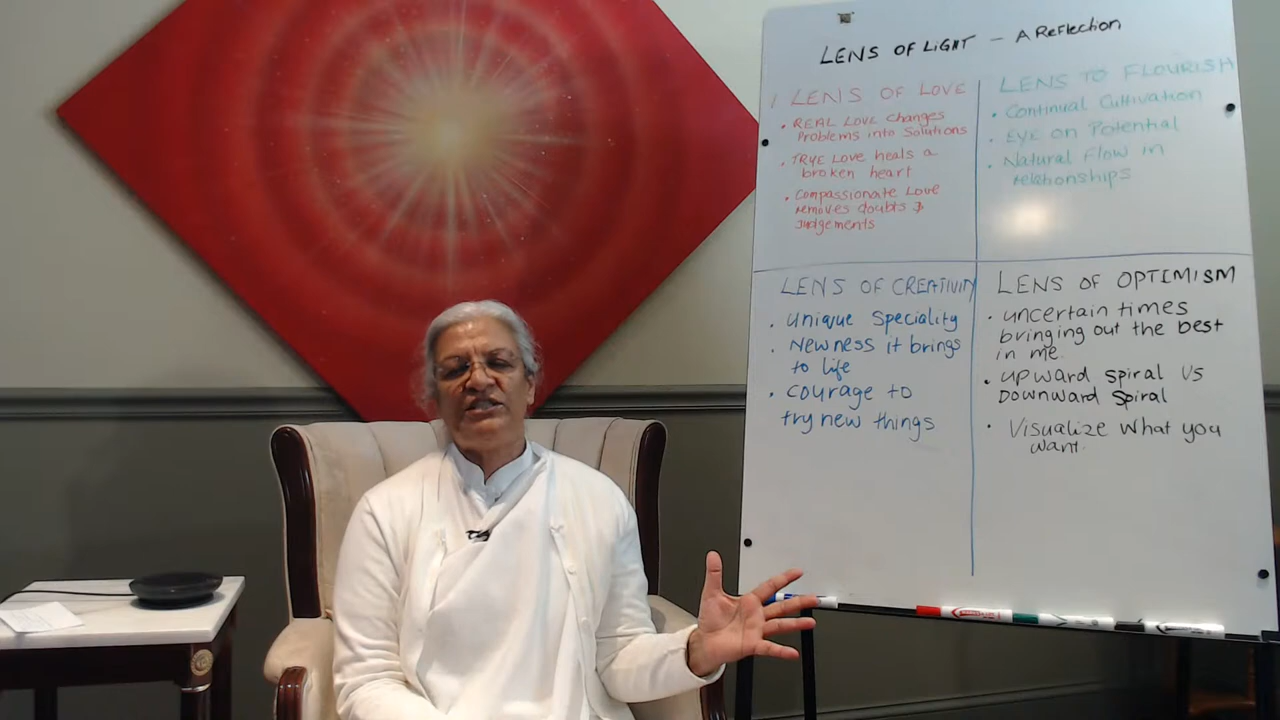 LENS OF LIGHT – A Reflection
1 LENS OF LOVE
• REAL LOVE changes
Problems into Solutions
• TRYE LOVE heals a
broken heart
• Compassionate Love
removes doubts &
Judgements
LENS TO FLOURISH
• Continual Cultivation
• Eye on Potential
• Natural Flow in
relationships
LENS OF CREATIVITY
• Unique Speciality
• Newness it brings
to life
• Courage to
try new things
LENS OF OPTIMISM
• uncertain times
bringing out the best
in me.
• upward spiral vs
Downward spiral
• Visualize what you
want.